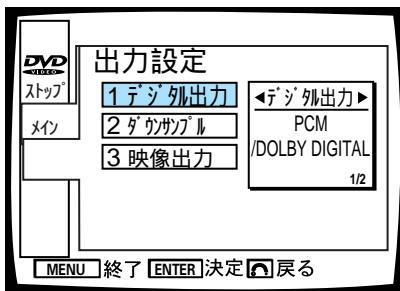 DVD
VIDEO
ストップ
メイン
出力設定
1 ﾃﾞｼﾞﾀﾙ出力
2 ﾀﾞｳﾝｻﾝﾌﾟﾙ
3 映像出力
◀ﾃﾞｼﾞﾀﾙ出力▶
PCM
/DOLBY DIGITAL
1/2
MENU 終了 ENTER 決定 戻る